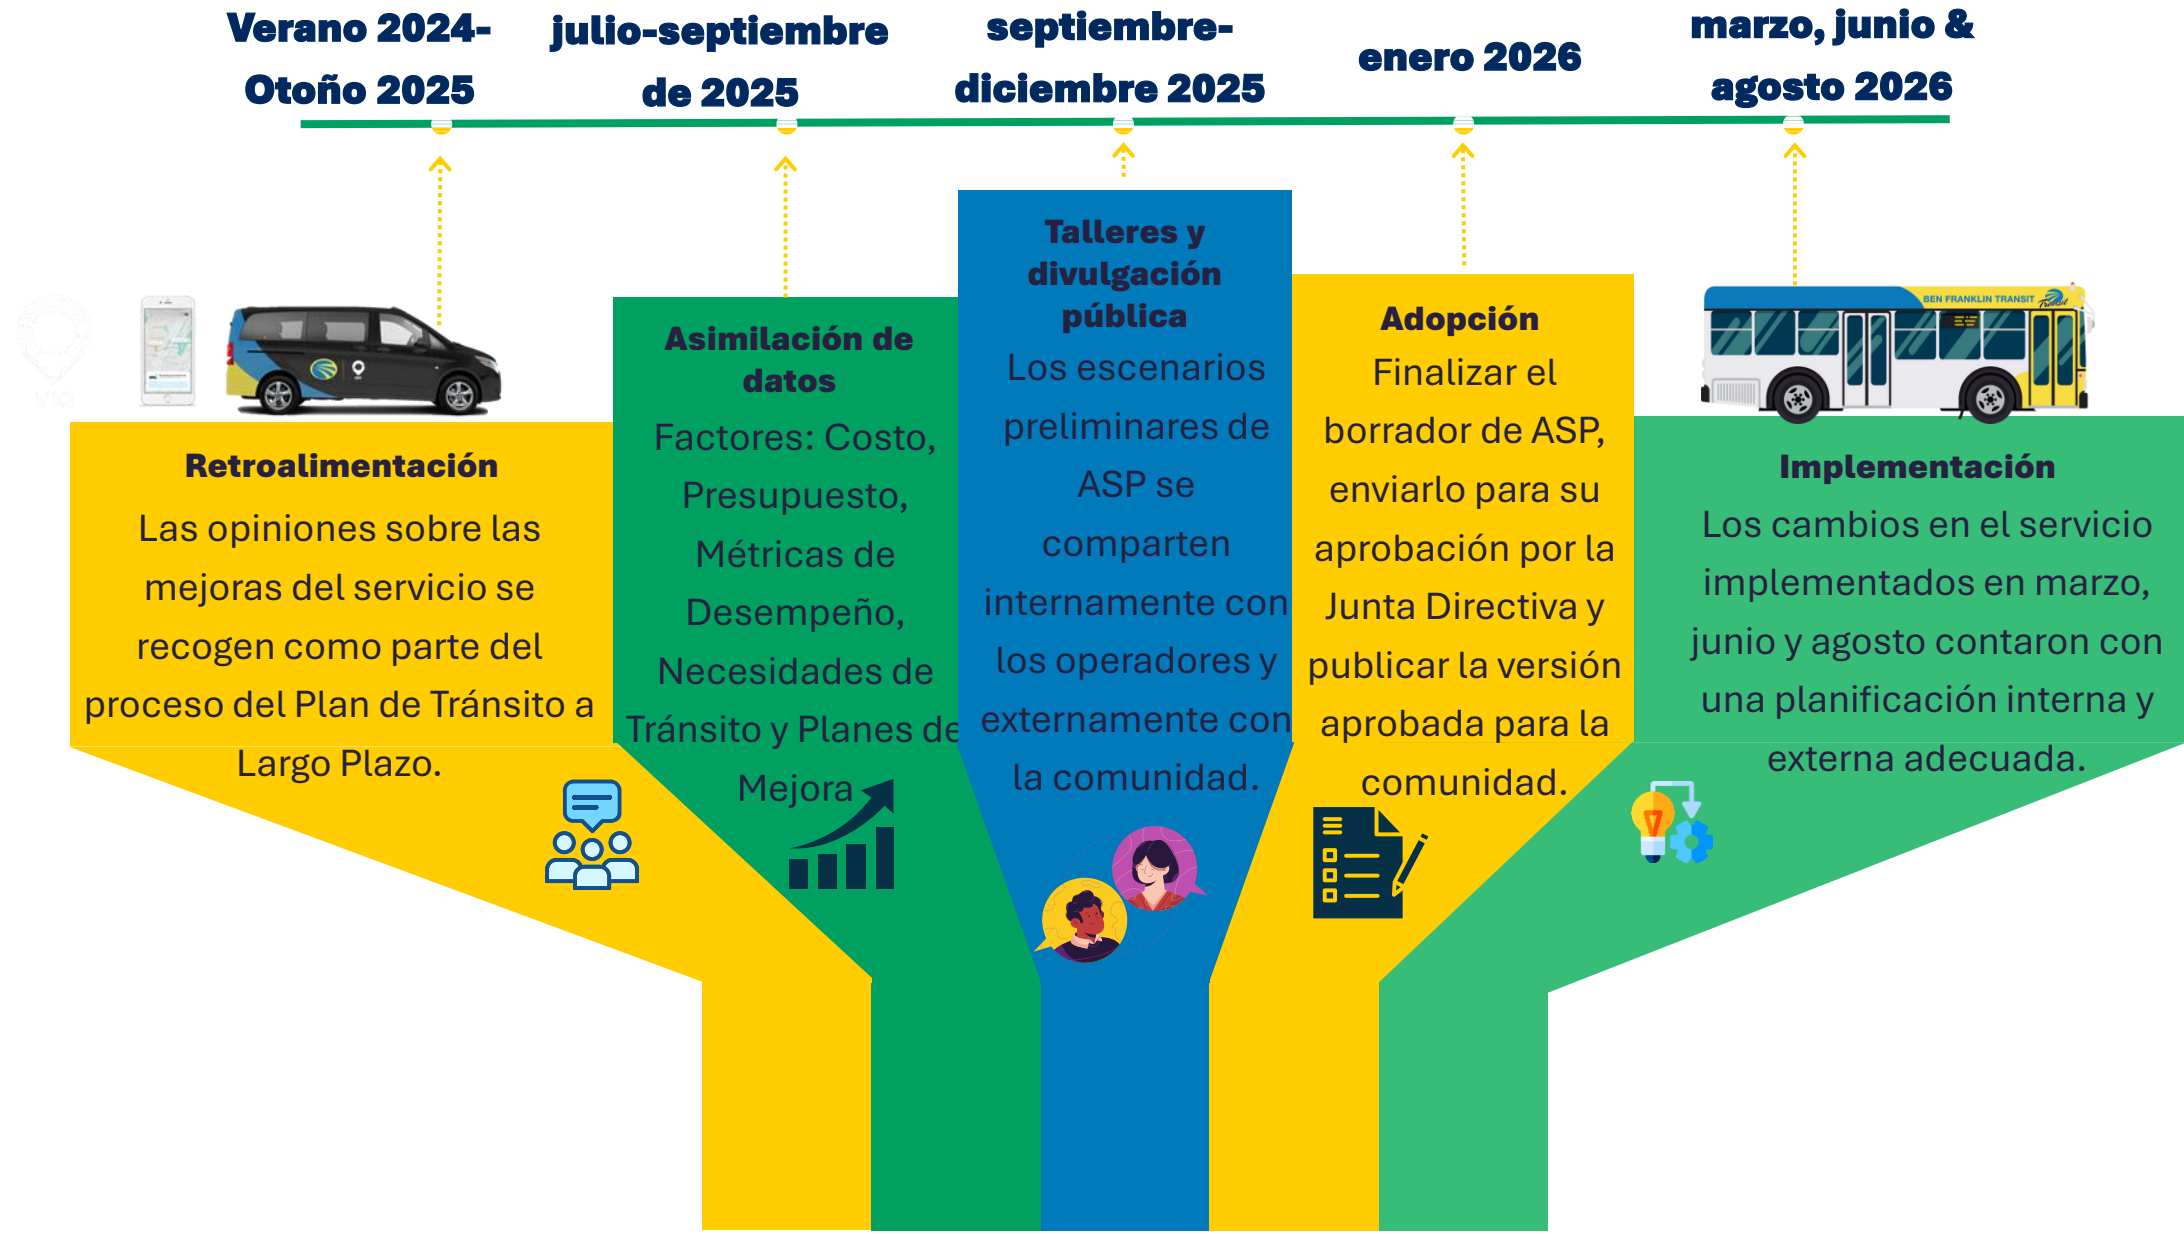 Verano 2024-
Otoño 2025
julio-septiembre
de 2025
septiembre-
diciembre 2025
enero 2026
marzo, junio &
agosto 2026
Retroalimentación
Las opiniones sobre las
mejoras del servicio se
recogen como parte del
proceso del Plan de Tránsito a
Largo Plazo.
Asimilación de
datos
Factores: Costo,
Presupuesto,
Métricas de
Desempeño,
Necesidades de
Tránsito y Planes de
Mejora
Talleres y
divulgación
pública
Los escenarios
preliminares de
ASP se
comparten
internamente con
los operadores y
externamente con
la comunidad.
Adopción
Finalizar el
borrador de ASP,
enviarlo para su
aprobación por la
Junta Directiva y
publicar la versión
aprobada para la
comunidad.
BEN FRANKLIN TRANSIT
Transit
Implementación
Los cambios en el servicio
implementados en marzo,
junio y agosto contaron con
una planificación interna y
externa adecuada.